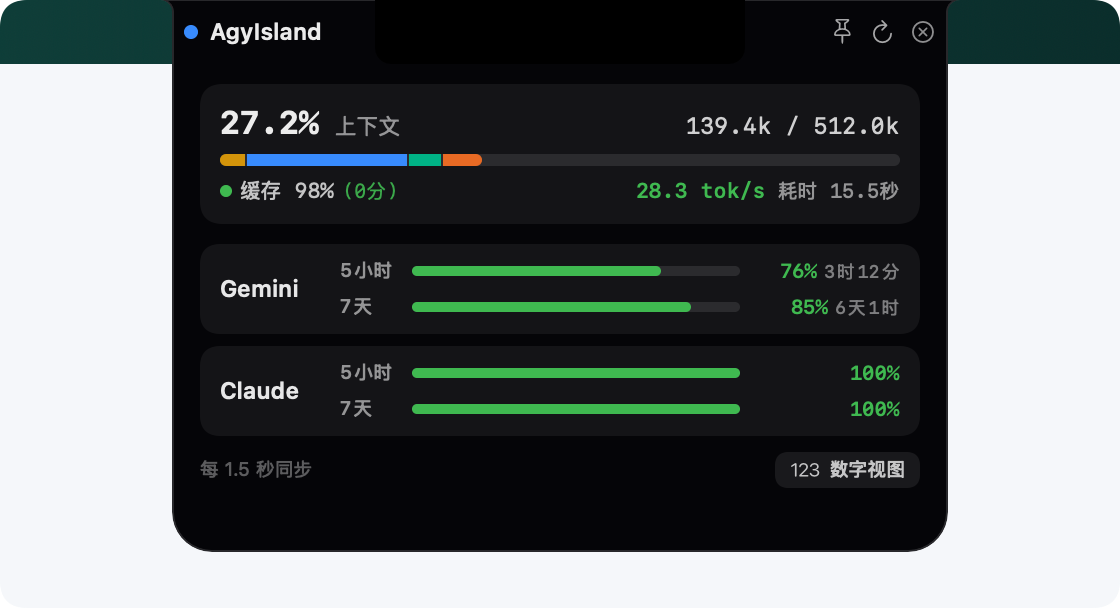 AgyIsland
27.2% 上下文 139.4k / 512.0k
缓存 98% (0分) 28.3 tok/s 耗时 15.5秒
Gemini
5小时 76% 3时12分
7天 85% 6天1时
Claude
5小时 100%
7天 100%
每 1.5 秒同步 123 数字视图